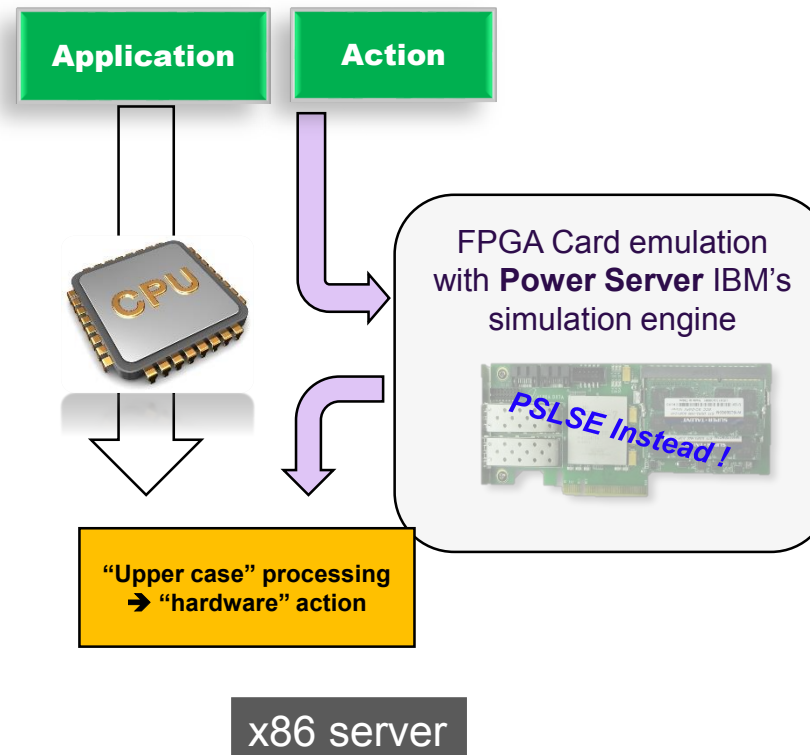 Application
Action
CPU
FPGA Card emulation
with Power Server IBM’s
simulation engine
PSLSE Instead !
“Upper case” processing
➔ “hardware” action
x86 server